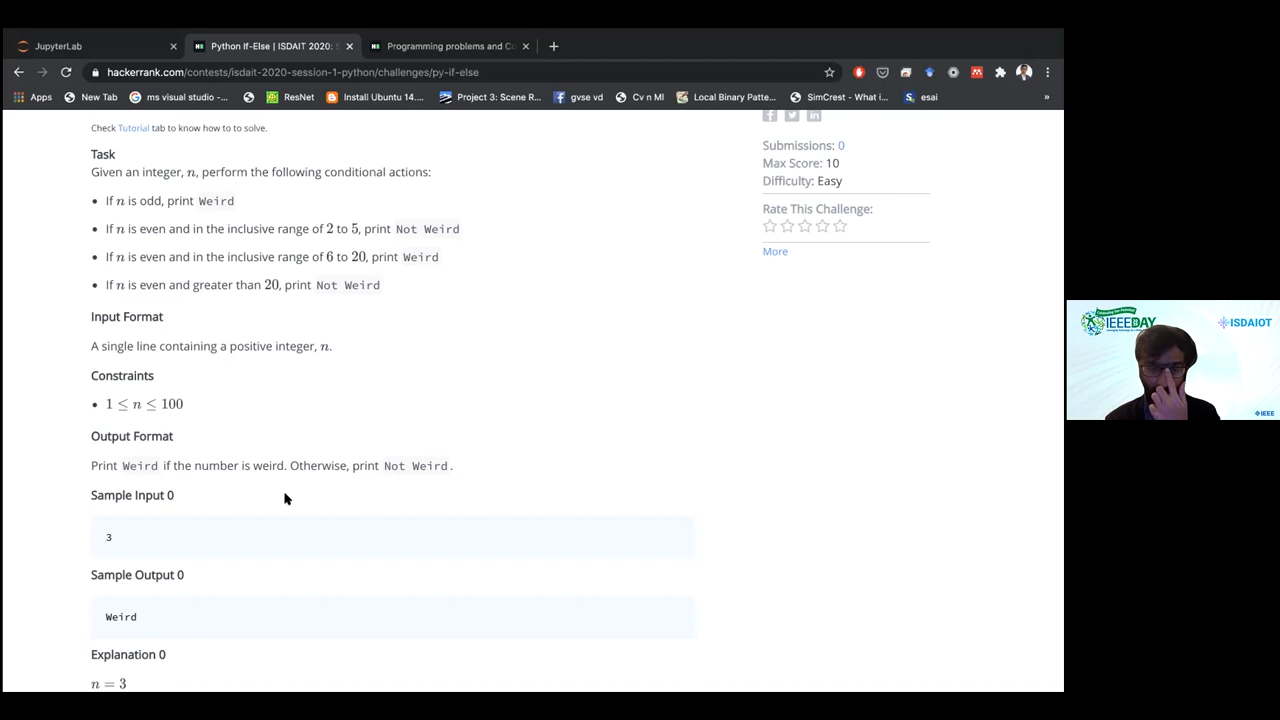 JupyterLab
Python If-Else | ISDAIT 2020: S
Programming problems and Co
hackerrank.com/contests/isdait-2020-session-1-python/challenges/py-if-else
Apps
New Tab
ms visual studio -...
ResNet
Install Ubuntu 14....
Project 3: Scene R...
gvse vd
Cv n Ml
Local Binary Patte...
SimCrest - What i...
esai
»
Check Tutorial tab to know how to to solve.
Task
Given an integer, n, perform the following conditional actions:
• If n is odd, print Weird
• If n is even and in the inclusive range of 2 to 5, print Not Weird
• If n is even and in the inclusive range of 6 to 20, print Weird
• If n is even and greater than 20, print Not Weird
Input Format
A single line containing a positive integer, n.
Constraints
• 1 ≤ n ≤ 100
Output Format
Print Weird if the number is weird. Otherwise, print Not Weird.
Sample Input 0
3
Sample Output 0
Weird
Explanation 0
n = 3
Submissions: 0
Max Score: 10
Difficulty: Easy
Rate This Challenge:
More
IEEEDAY
ISDAIOT
IEEE